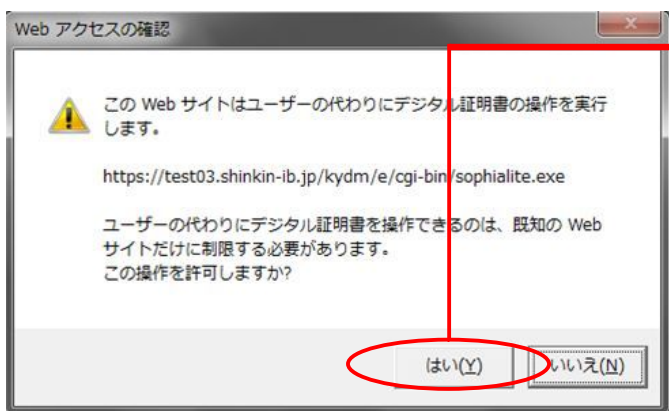 Web アクセスの確認
この Web サイトはユーザーの代わりにデジタル証明書の操作を実行
します。
https://test03.shinkin-ib.jp/kydm/e/cgi-bin/sophialite.exe
ユーザーの代わりにデジタル証明書を操作できるのは、既知の Web
サイトだけに制限する必要があります。
この操作を許可しますか?
はい(Y)
いいえ(N)